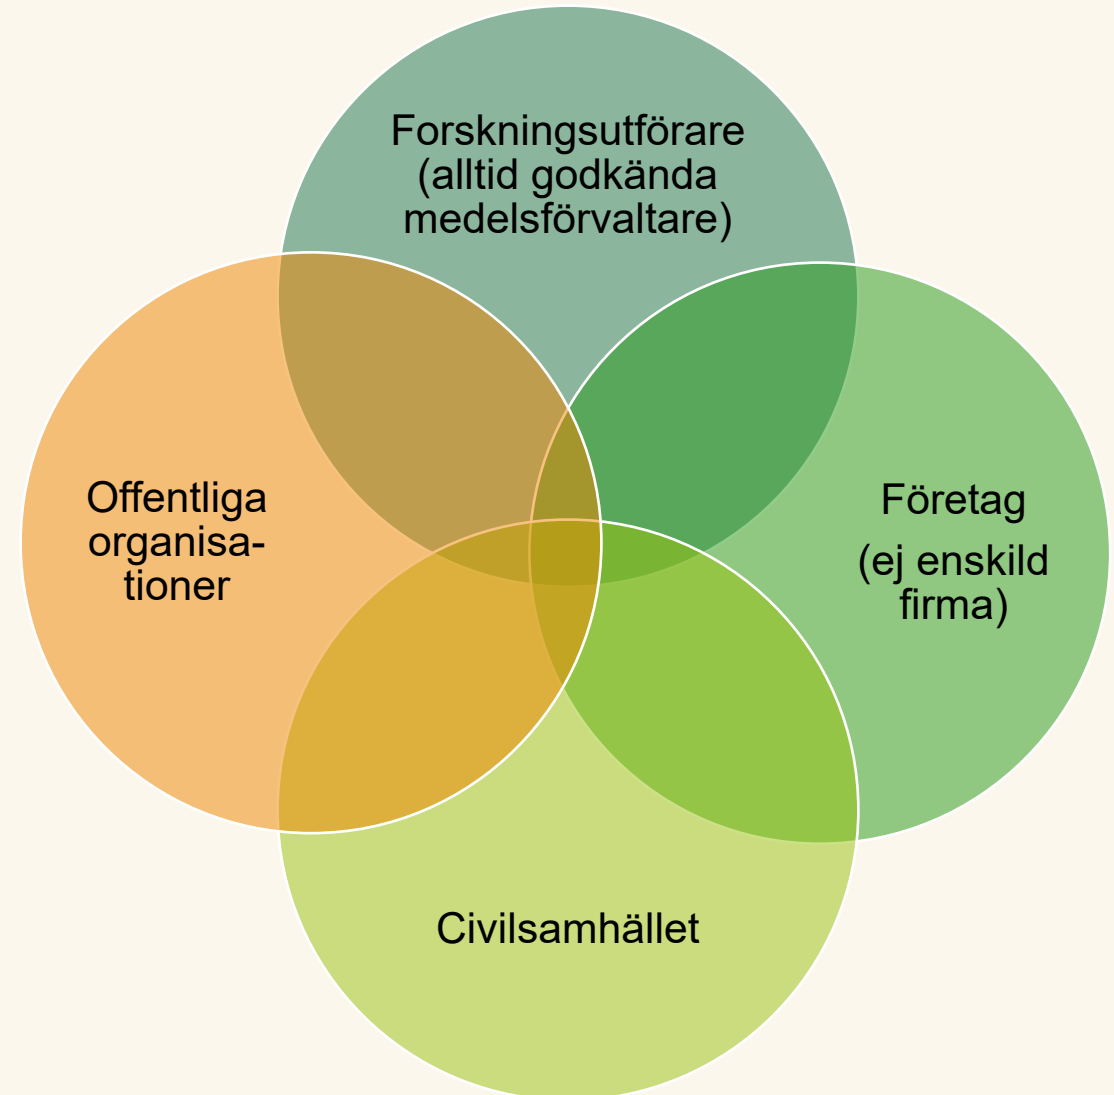 Forskningsutförare
(alltid godkända
medelsförvaltare)
Offentliga
organisa-
tioner
Företag
(ej enskild
firma)
Civilsamhället